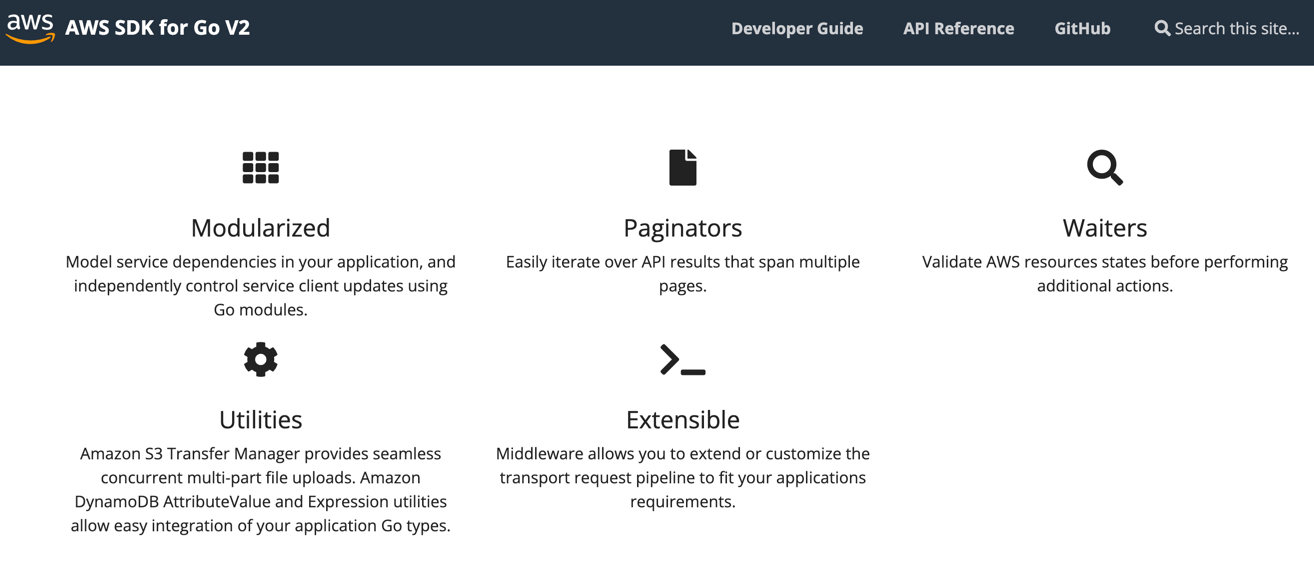 aws AWS SDK for Go V2 Developer Guide API Reference GitHub Search this site...
Modularized
Model service dependencies in your application, and
independently control service client updates using
Go modules.
Paginators
Easily iterate over API results that span multiple
pages.
Waiters
Validate AWS resources states before performing
additional actions.
Utilities
Amazon S3 Transfer Manager provides seamless
concurrent multi-part file uploads. Amazon
DynamoDB AttributeValue and Expression utilities
allow easy integration of your application Go types.
Extensible
Middleware allows you to extend or customize the
transport request pipeline to fit your applications
requirements.